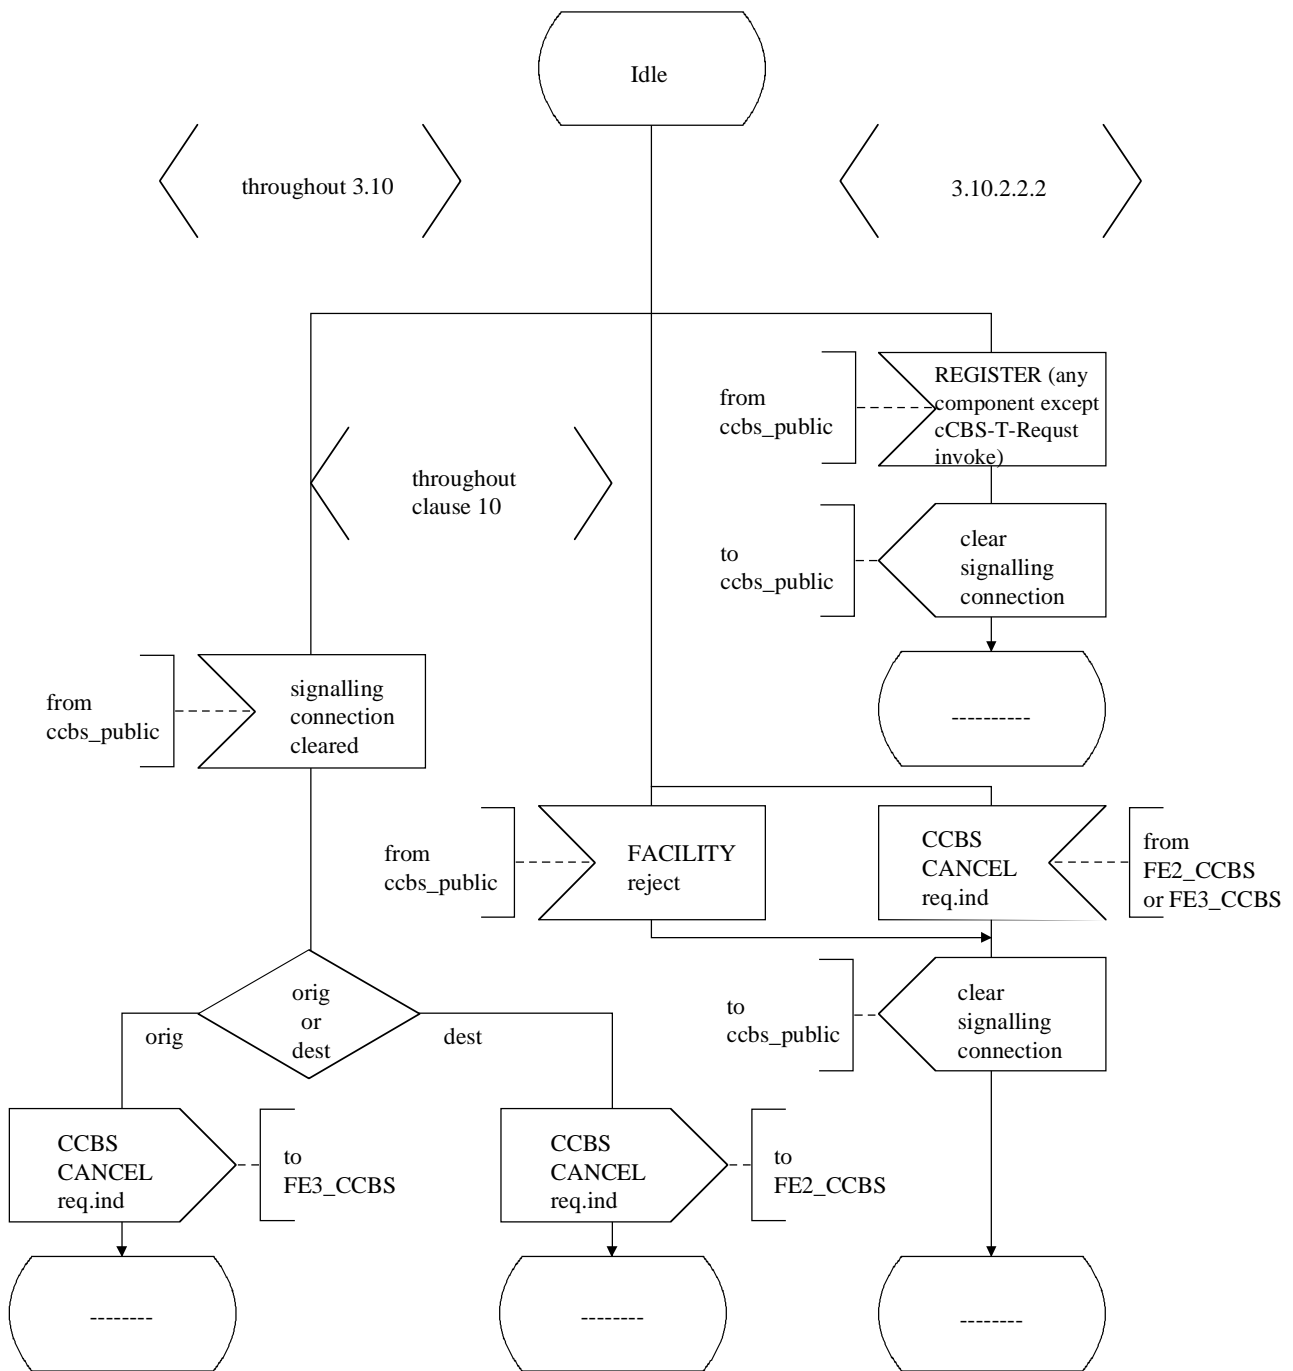 Idle
throughout 3.10
3.10.2.2.2
from
ccbs_public
REGISTER (any
component except
cCBS-T-Requst
invoke)
throughout
clause 10
to
ccbs_public
clear
signalling
connection
from
ccbs_public
signalling
connection
cleared
----------
from
ccbs_public
FACILITY
reject
CCBS
CANCEL
req.ind
from
FE2_CCBS
or FE3_CCBS
orig
or
dest
orig
dest
to
ccbs_public
clear
signalling
connection
CCBS
CANCEL
req.ind
to
FE3_CCBS
CCBS
CANCEL
req.ind
to
FE2_CCBS
--------
--------
--------